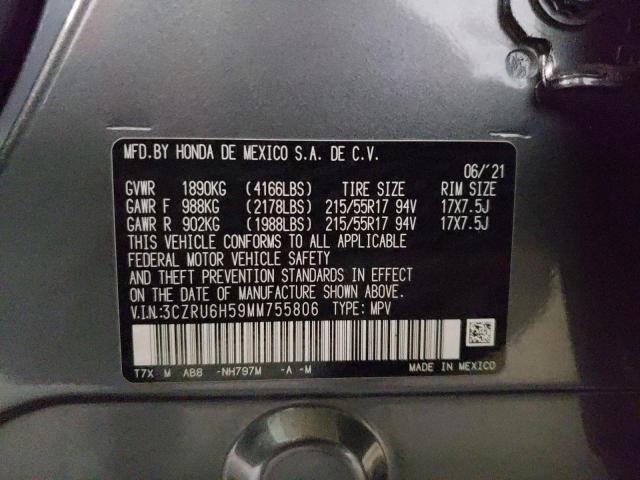 MFD.BY HONDA DE MEXICO S.A. DE C.V.
06/'21
GVWR 1890KG (4166LBS) TIRE SIZE RIM SIZE
GAWR F 988KG (2178LBS) 215/55R17 94V 17X7.5J
GAWR R 902KG (1988LBS) 215/55R17 94V 17X7.5J
THIS VEHICLE CONFORMS TO ALL APPLICABLE
FEDERAL MOTOR VEHICLE SAFETY
AND THEFT PREVENTION STANDARDS IN EFFECT
ON THE DATE OF MANUFACTURE SHOWN ABOVE.
V.I.N:3CZRU6H59MM755806 TYPE: MPV
T7X M AB8 -NH797M -A -M MADE IN MEXICO